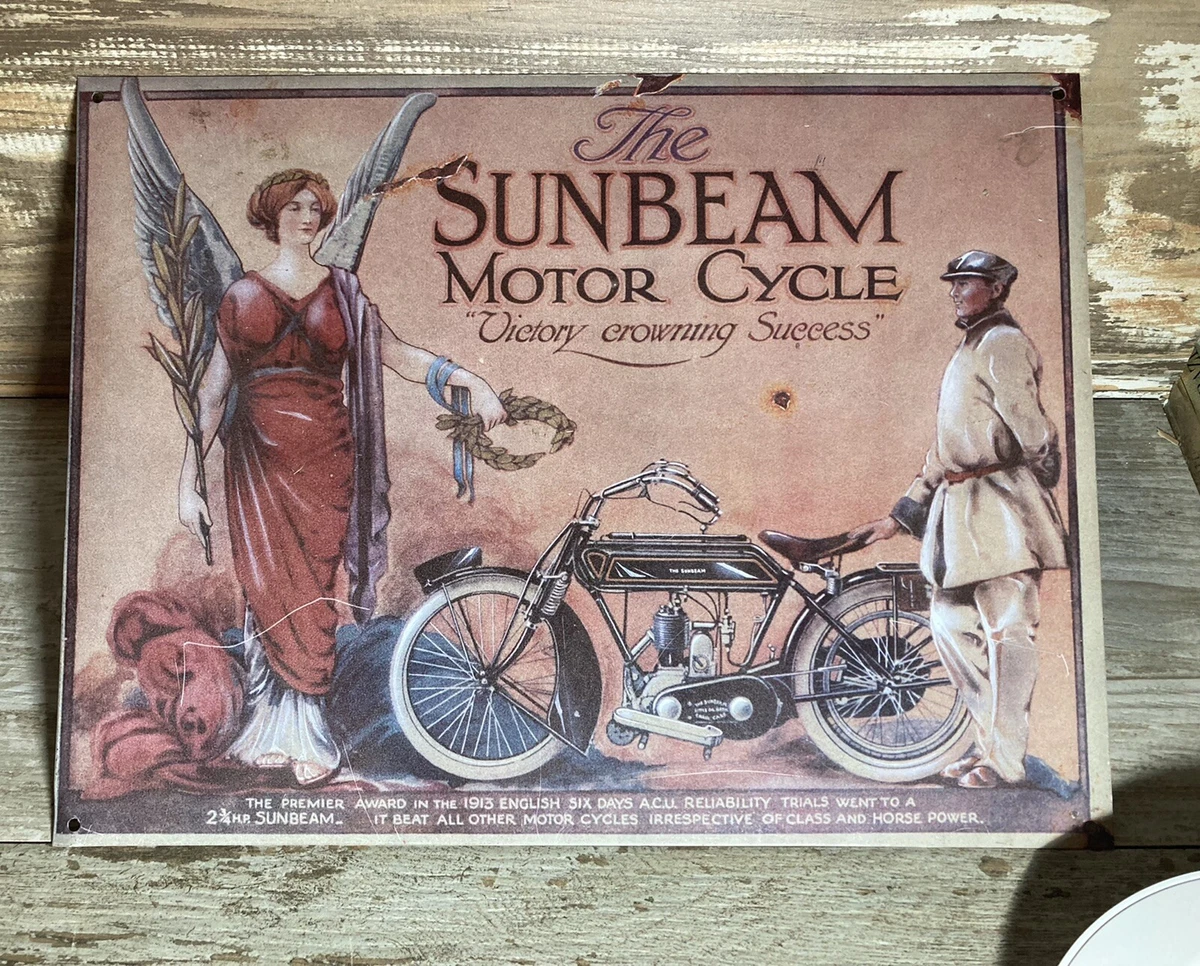 The
SUNBEAM
MOTOR CYCLE
"Victory crowning Success"
THE SUNBEAM
THE PREMIER AWARD IN THE 1913 ENGLISH SIX DAYS A.C.U. RELIABILITY TRIALS WENT TO A
2¾ H.P. SUNBEAM_ IT BEAT ALL OTHER MOTOR CYCLES IRRESPECTIVE OF CLASS AND HORSE POWER.